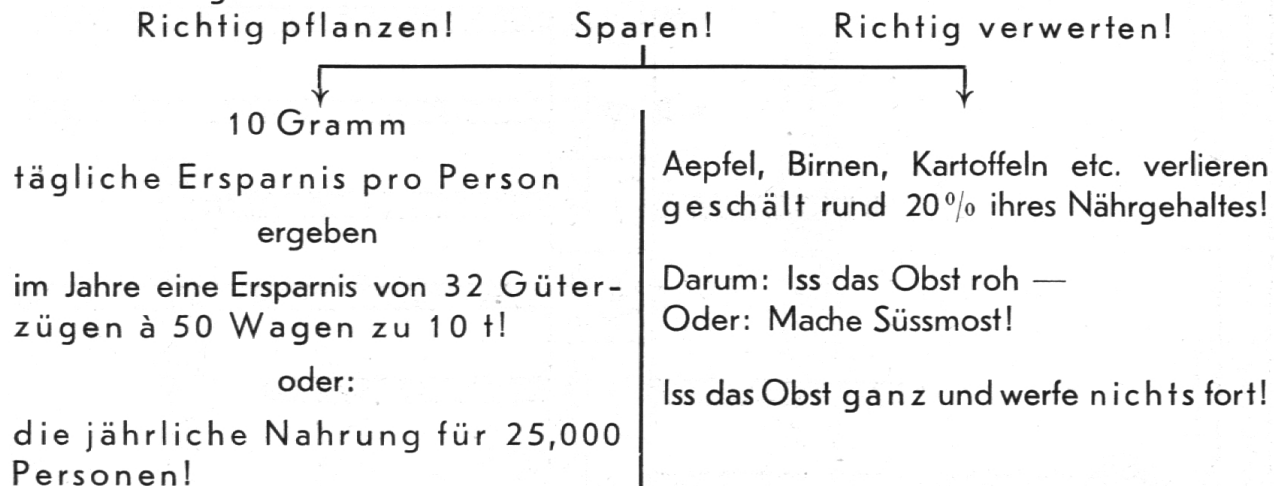 Richtig pflanzen! Sparen! Richtig verwerten!
10 Gramm
tägliche Ersparnis pro Person
ergeben
im Jahre eine Ersparnis von 32 Güter-
zügen à 50 Wagen zu 10 t!
oder:
die jährliche Nahrung für 25,000
Personen!
Aepfel, Birnen, Kartoffeln etc. verlieren
geschält rund 20% ihres Nährgehaltes!
Darum: Iss das Obst roh —
Oder: Mache Süssmost!
Iss das Obst ganz und werfe nichts fort!